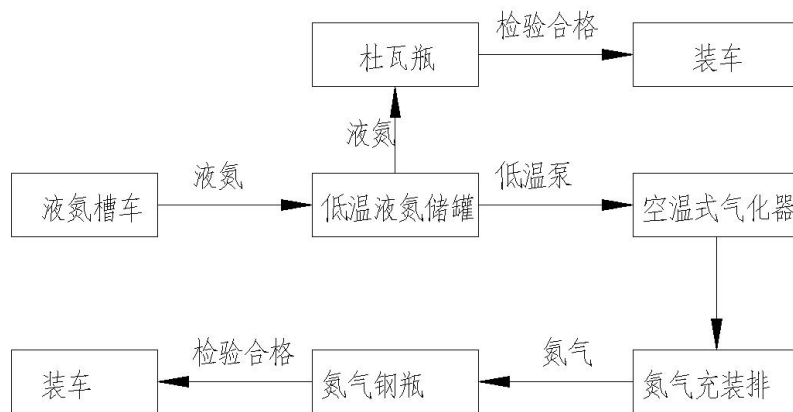 检验合格
杜瓦瓶
装车
液氮
液氮
低温泵
液氮槽车
低温液氮储罐
空温式气化器
检验合格
氮气
装车
氮气钢瓶
氮气充装排